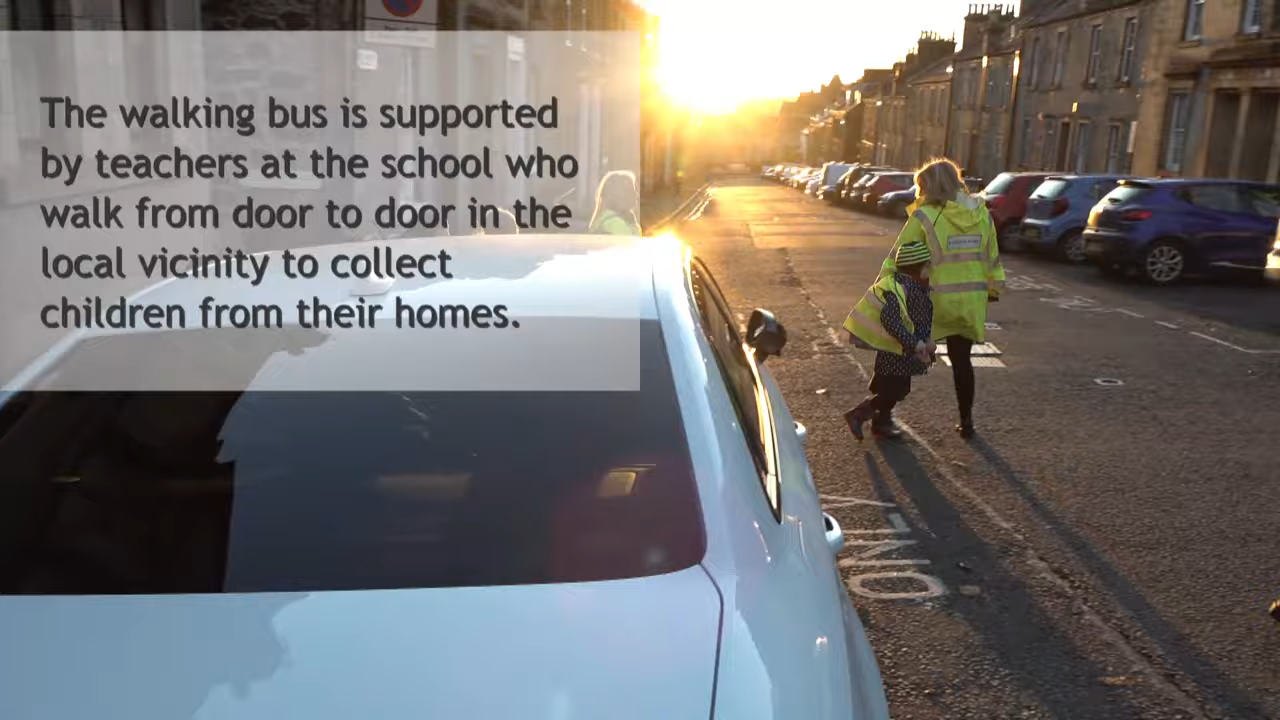 The walking bus is supported
by teachers at the school who
walk from door to door in the
local vicinity to collect
children from their homes.
ONLY